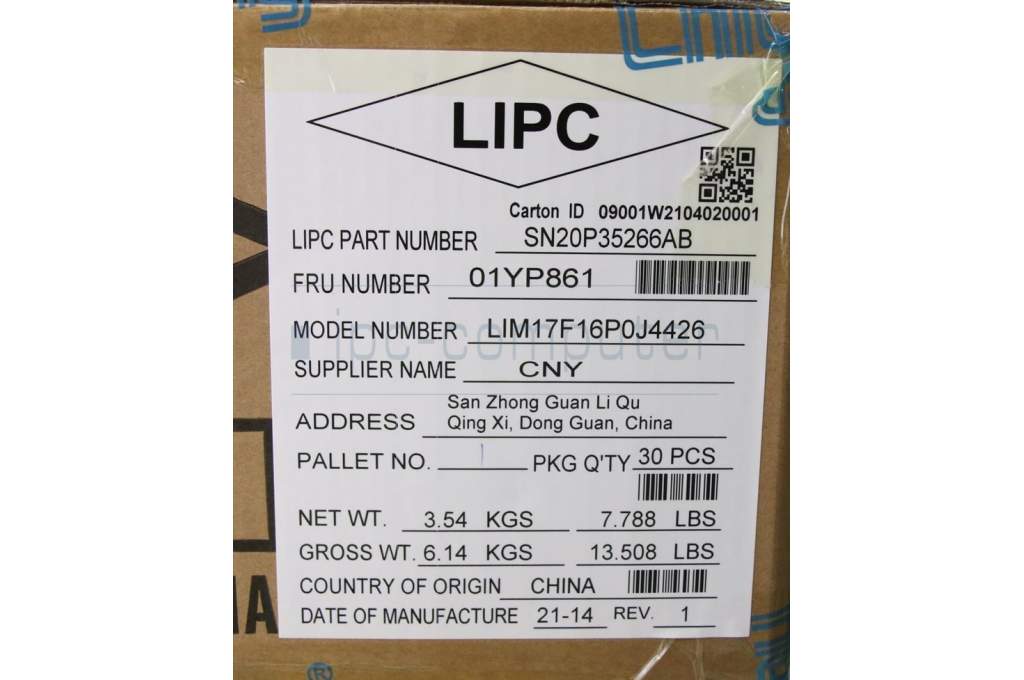 LIPC
Carton ID 09001W2104020001
LIPC PART NUMBER SN20P35266AB
FRU NUMBER 01YP861
MODEL NUMBER LIM17F16P0J4426
ipc-computer
SUPPLIER NAME CNY
ADDRESS San Zhong Guan Li Qu
Qing Xi, Dong Guan, China
PALLET NO. 1 PKG Q'TY 30 PCS
NET WT. 3.54 KGS 7.788 LBS
GROSS WT. 6.14 KGS 13.508 LBS
COUNTRY OF ORIGIN CHINA
DATE OF MANUFACTURE 21-14 REV. 1
®